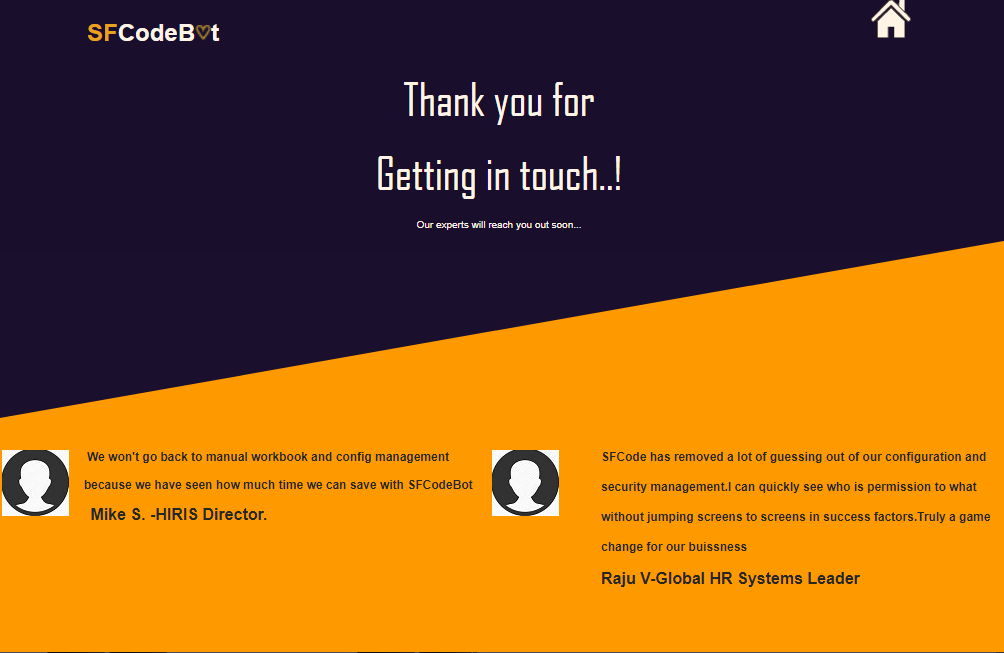 SFCodeB♡t
Thank you for
Getting in touch..!
Our experts will reach you out soon...
We won't go back to manual workbook and config management
because we have seen how much time we can save with SFCodeBot
Mike S. -HIRIS Director.
SFCode has removed a lot of guessing out of our configuration and
security management.I can quickly see who is permission to what
without jumping screens to screens in success factors.Truly a game
change for our buissness
Raju V-Global HR Systems Leader